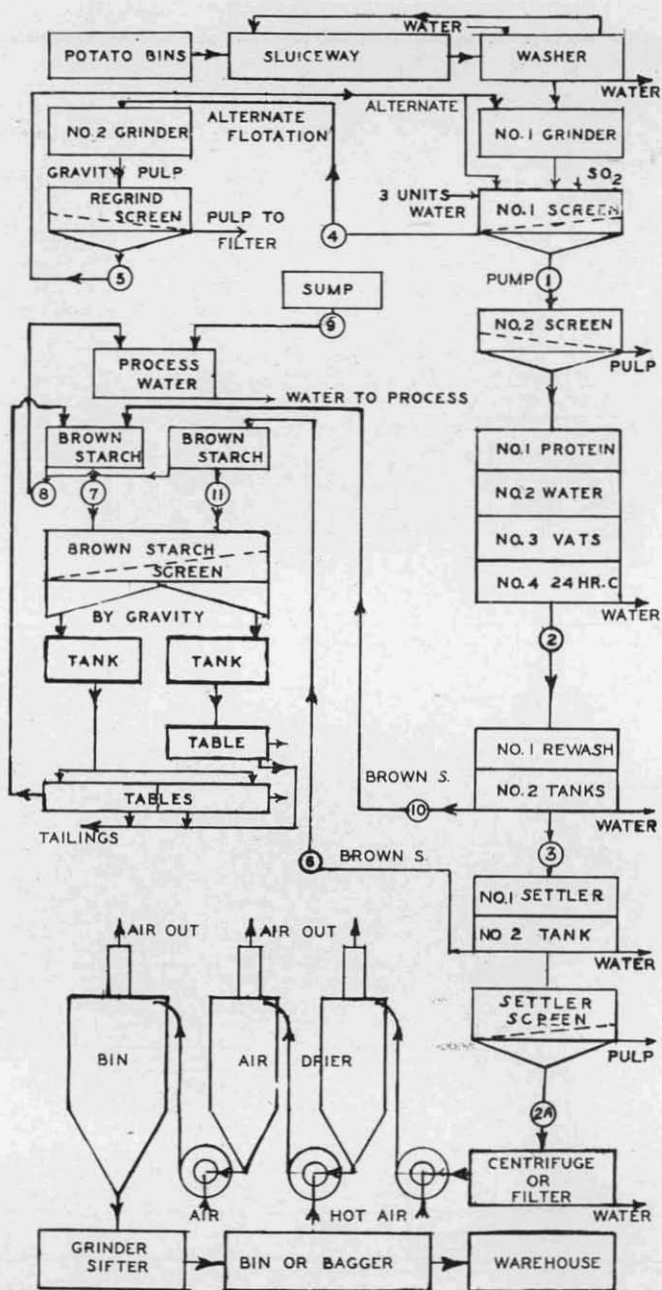 WATER
POTATO BINS
SLUICEWAY
WASHER
WATER
ALTERNATE
NO.2 GRINDER
ALTERNATE
FLOTATION
NO.1 GRINDER
GRAVITY PULP
SO2
REGRIND
SCREEN
PULP TO
FILTER
4
3 UNITS
WATER
NO.1 SCREEN
5
PUMP
1
SUMP
9
NO.2 SCREEN
PULP
PROCESS
WATER
WATER TO PROCESS
BROWN
STARCH
BROWN
STARCH
8
7
11
NO.1 PROTEIN
NO.2 WATER
NO.3 VATS
NO.4 24 HR.C
WATER
BROWN STARCH
SCREEN
BY GRAVITY
2
TANK
TANK
TABLE
NO.1 REWASH
NO.2 TANKS
WATER
BROWN S.
10
TABLES
TAILINGS
6
BROWN S.
3
NO.1 SETTLER
NO 2 TANK
WATER
AIR OUT
AIR OUT
SETTLER
SCREEN
PULP
BIN
AIR DRIER
2A
CENTRIFUGE
OR
FILTER
WATER
AIR
HOT AIR
GRINDER
SIFTER
BIN OR BAGGER
WAREHOUSE